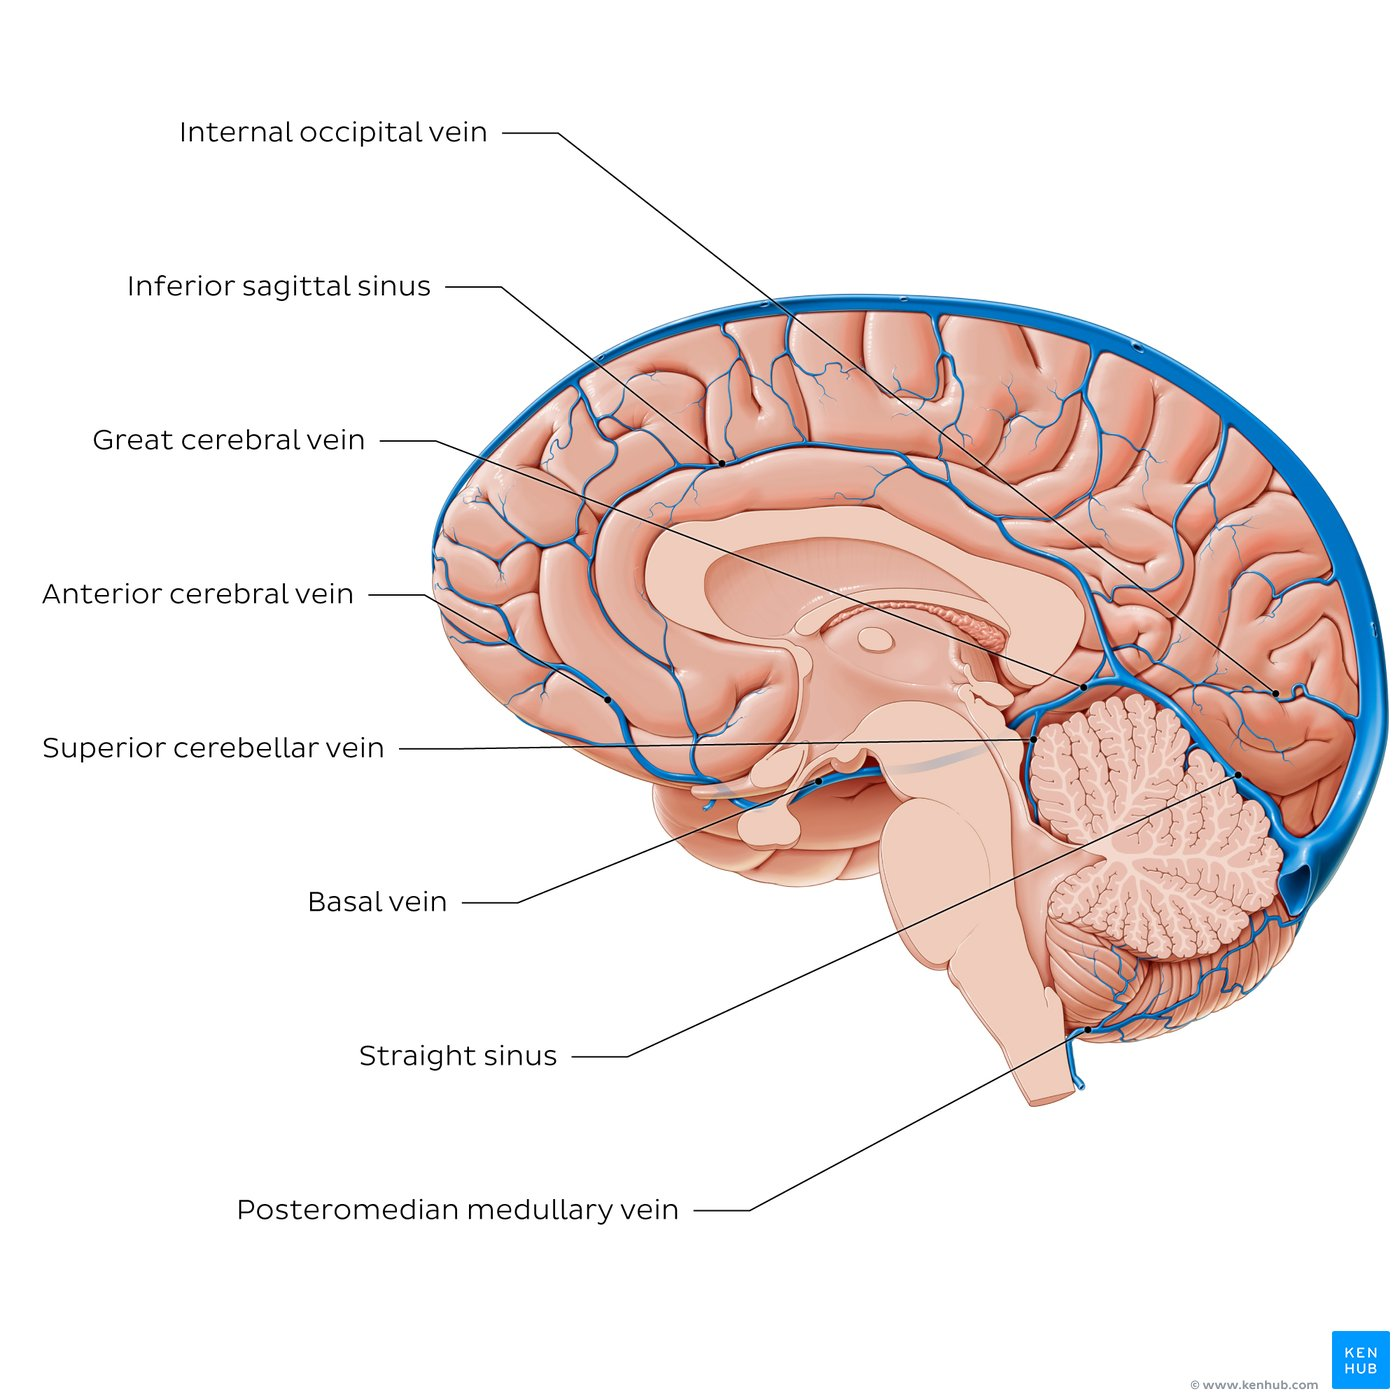 Internal occipital vein
Inferior sagittal sinus
Great cerebral vein
Anterior cerebral vein
Superior cerebellar vein
Basal vein
Straight sinus
Posteromedian medullary vein
KEN
HUB
© www.kenhub.com